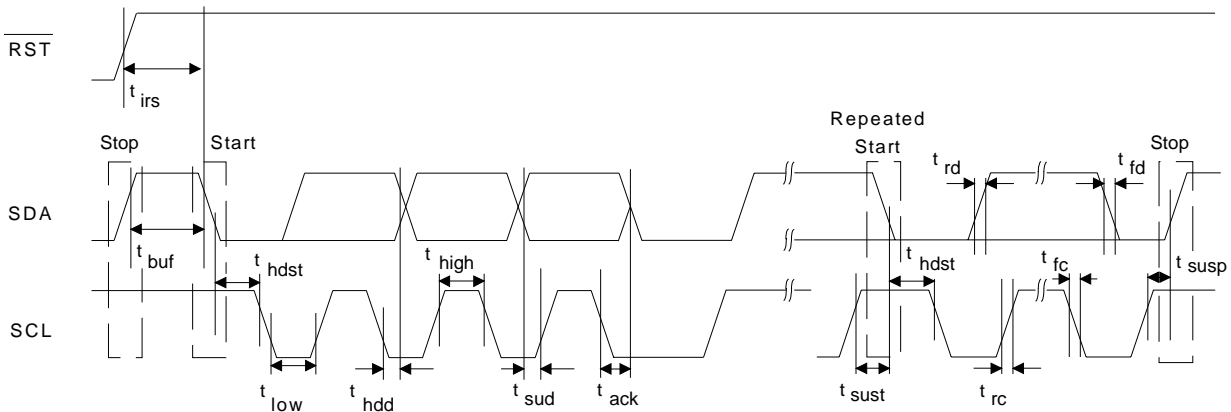 RST
t irs
Repeated
Stop Start Start Stop
t rd t fd
SDA
t buf t hdst t high t hdst t fc t susp
SCL
t low t hdd t sud t ack t sust t rc